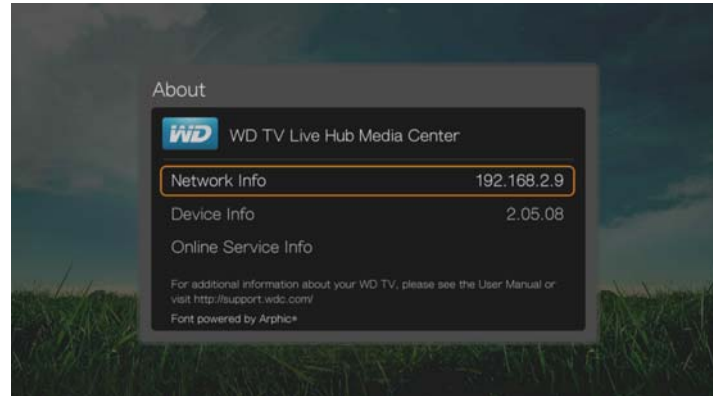 About
WD WD TV Live Hub Media Center
Network Info 192.168.2.9
Device Info 2.05.08
Online Service Info
For additional information about your WD TV, please see the User Manual or
visit http://support.wdc.com/
Font powered by Arphic®